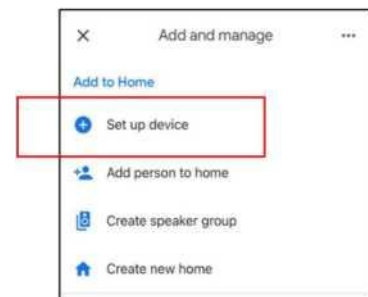 Add and manage
Add to Home
Set up device
Add person to home
Create speaker group
Create new home